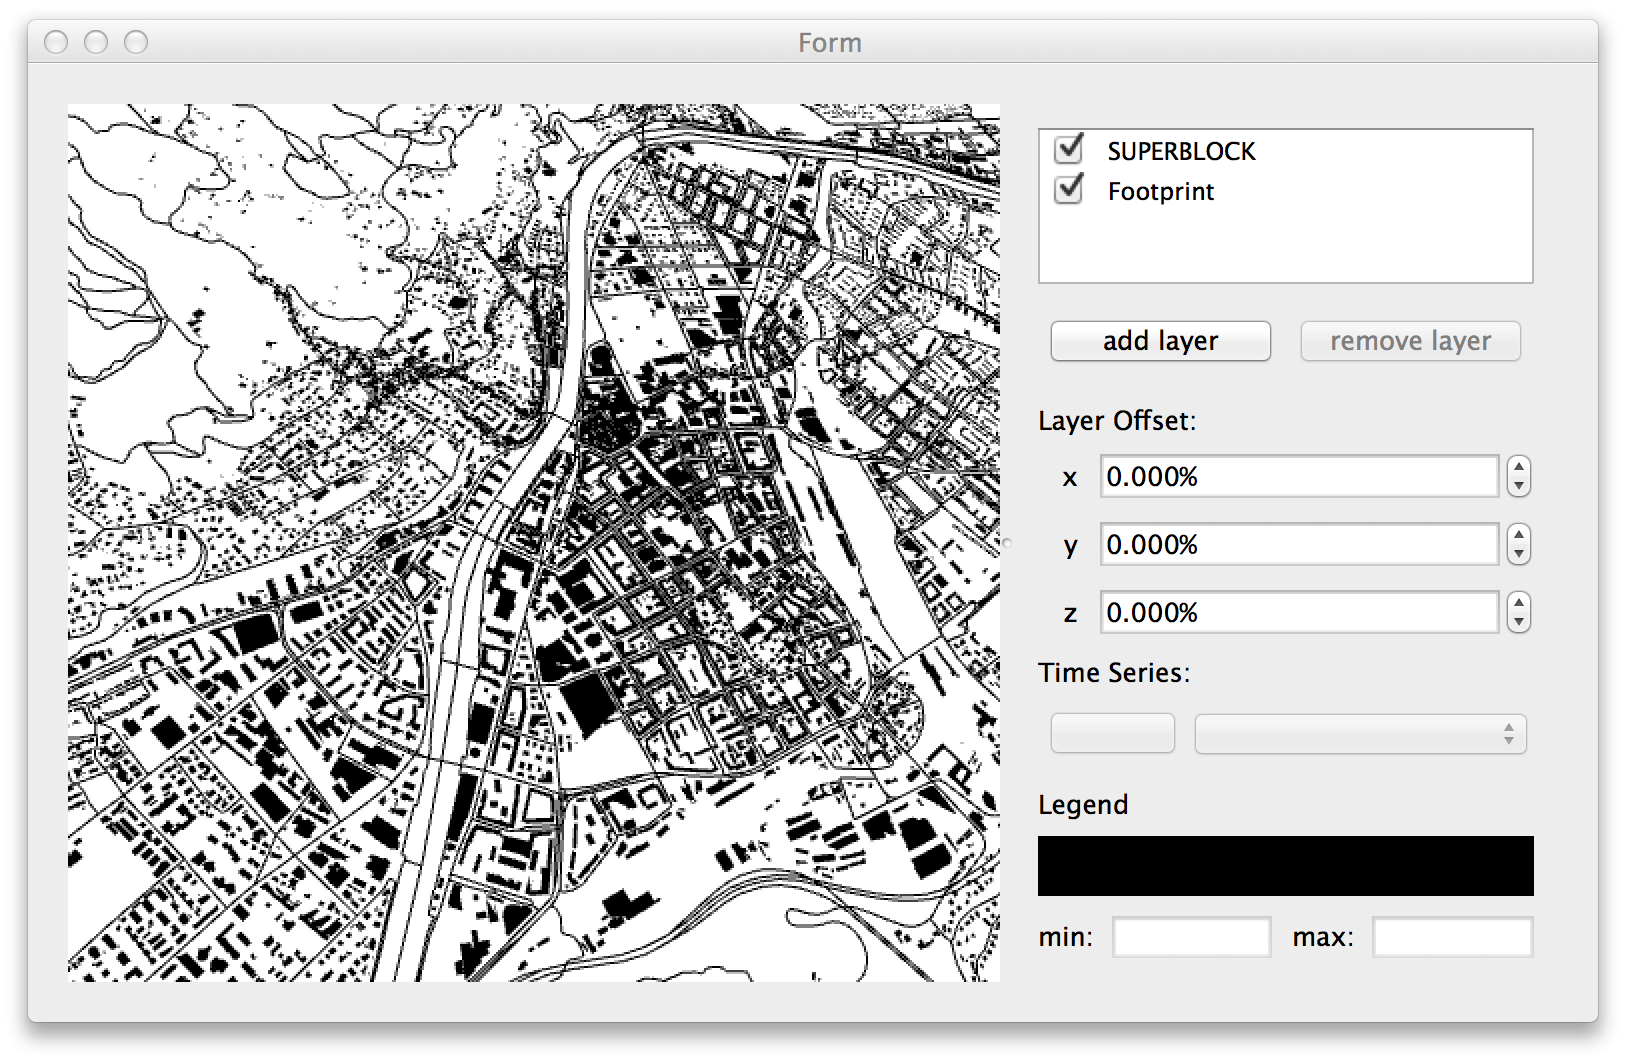 Form
SUPERBLOCK
Footprint
add layer
remove layer
Layer Offset:
x 0.000%
y 0.000%
z 0.000%
Time Series:
Legend
min:
max: